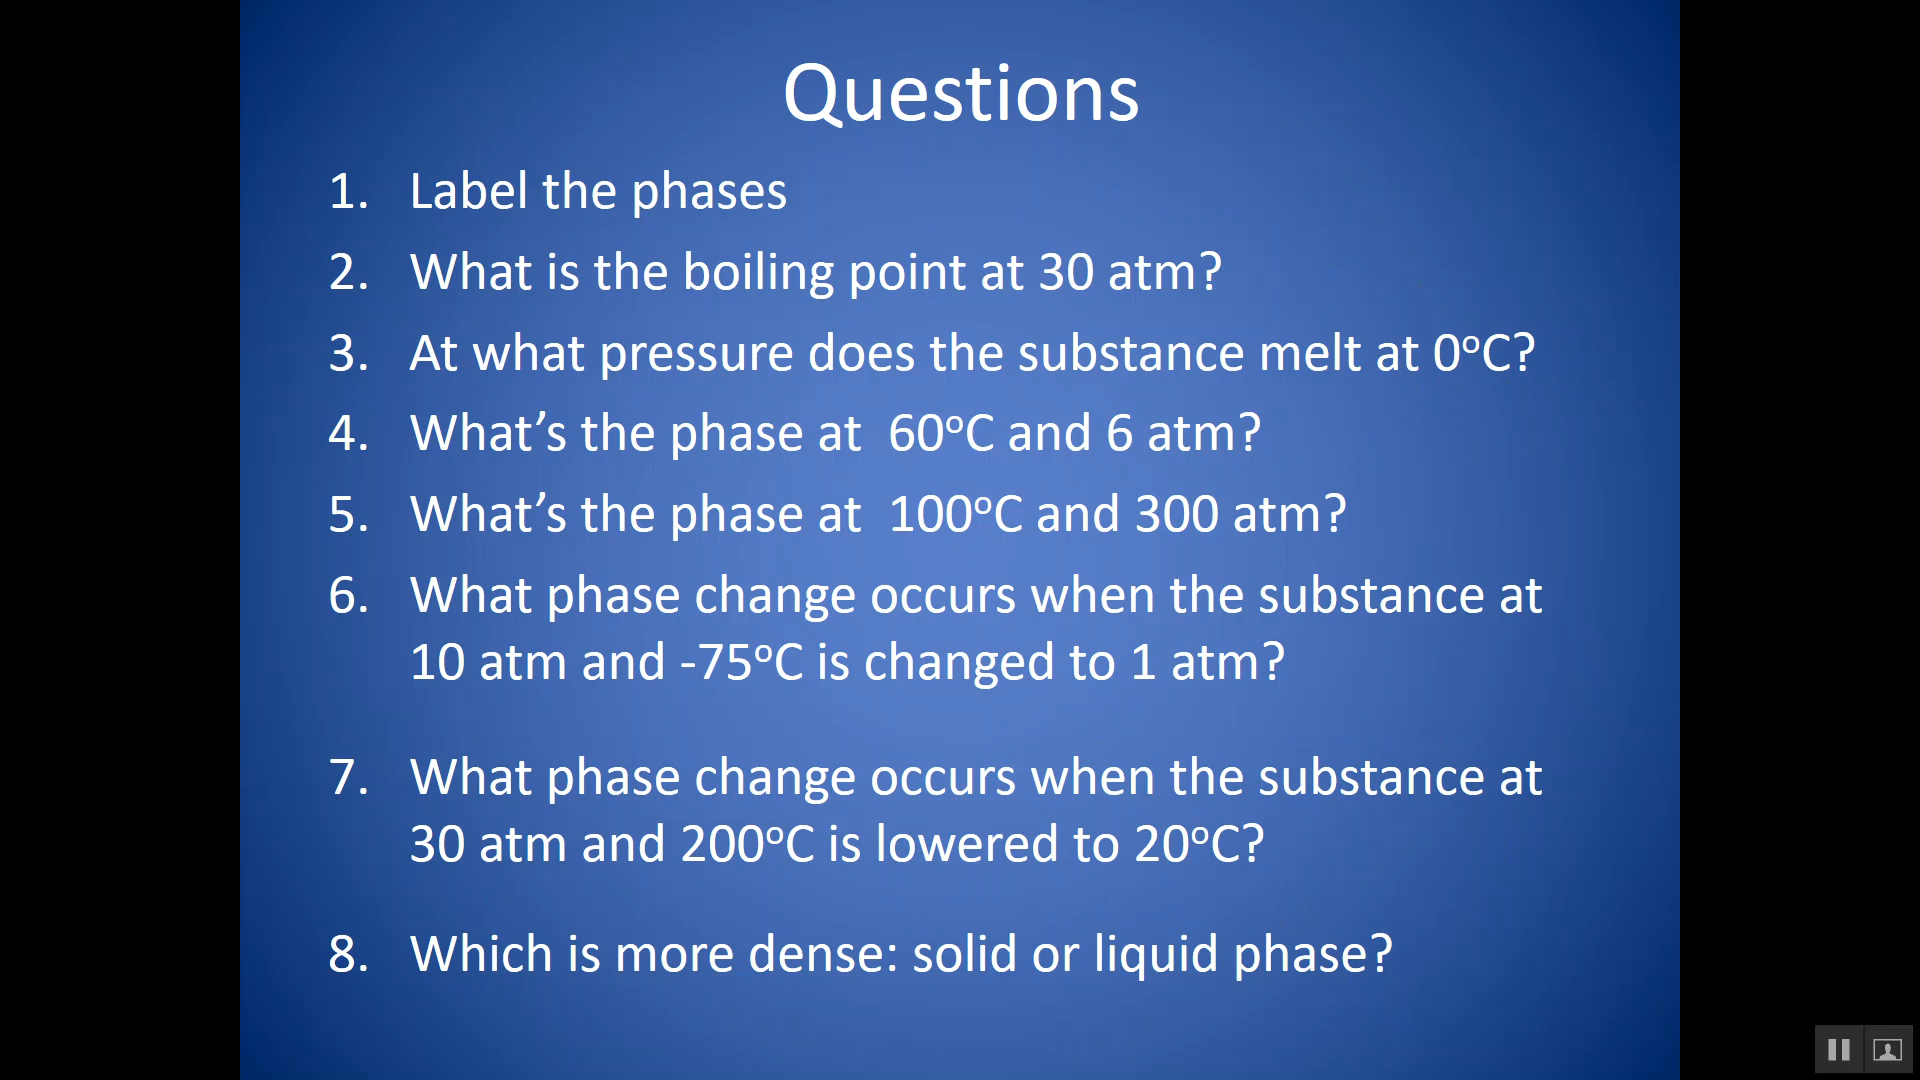 Questions
1. Label the phases
2. What is the boiling point at 30 atm?
3. At what pressure does the substance melt at 0°C?
4. What’s the phase at  60°C and 6 atm?
5. What’s the phase at  100°C and 300 atm?
6. What phase change occurs when the substance at
10 atm and -75°C is changed to 1 atm?
7. What phase change occurs when the substance at
30 atm and 200°C is lowered to 20°C?
8. Which is more dense: solid or liquid phase?